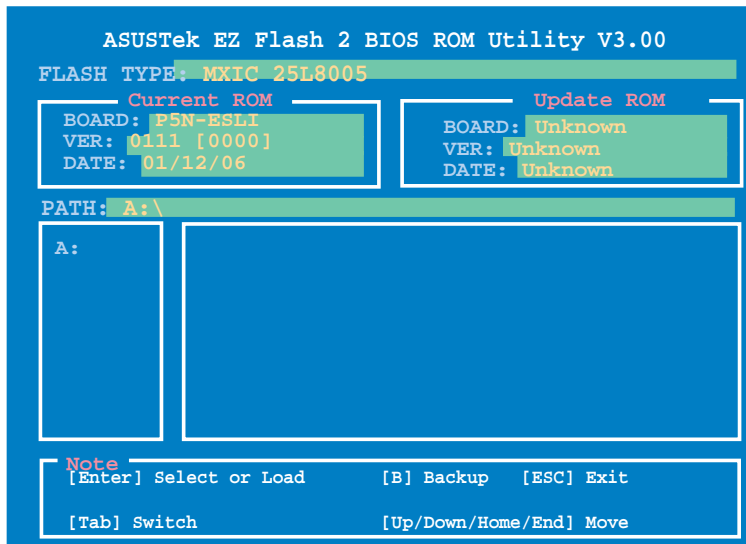 ASUSTek EZ Flash 2 BIOS ROM Utility V3.00
FLASH TYPE: MXIC 25L8005
Current ROM
BOARD: P5N-ESLI
VER: 0111 [0000]
DATE: 01/12/06
Update ROM
BOARD: Unknown
VER: Unknown
DATE: Unknown
PATH: A:\
A:
Note
[Enter] Select or Load [B] Backup [ESC] Exit
[Tab] Switch [Up/Down/Home/End] Move